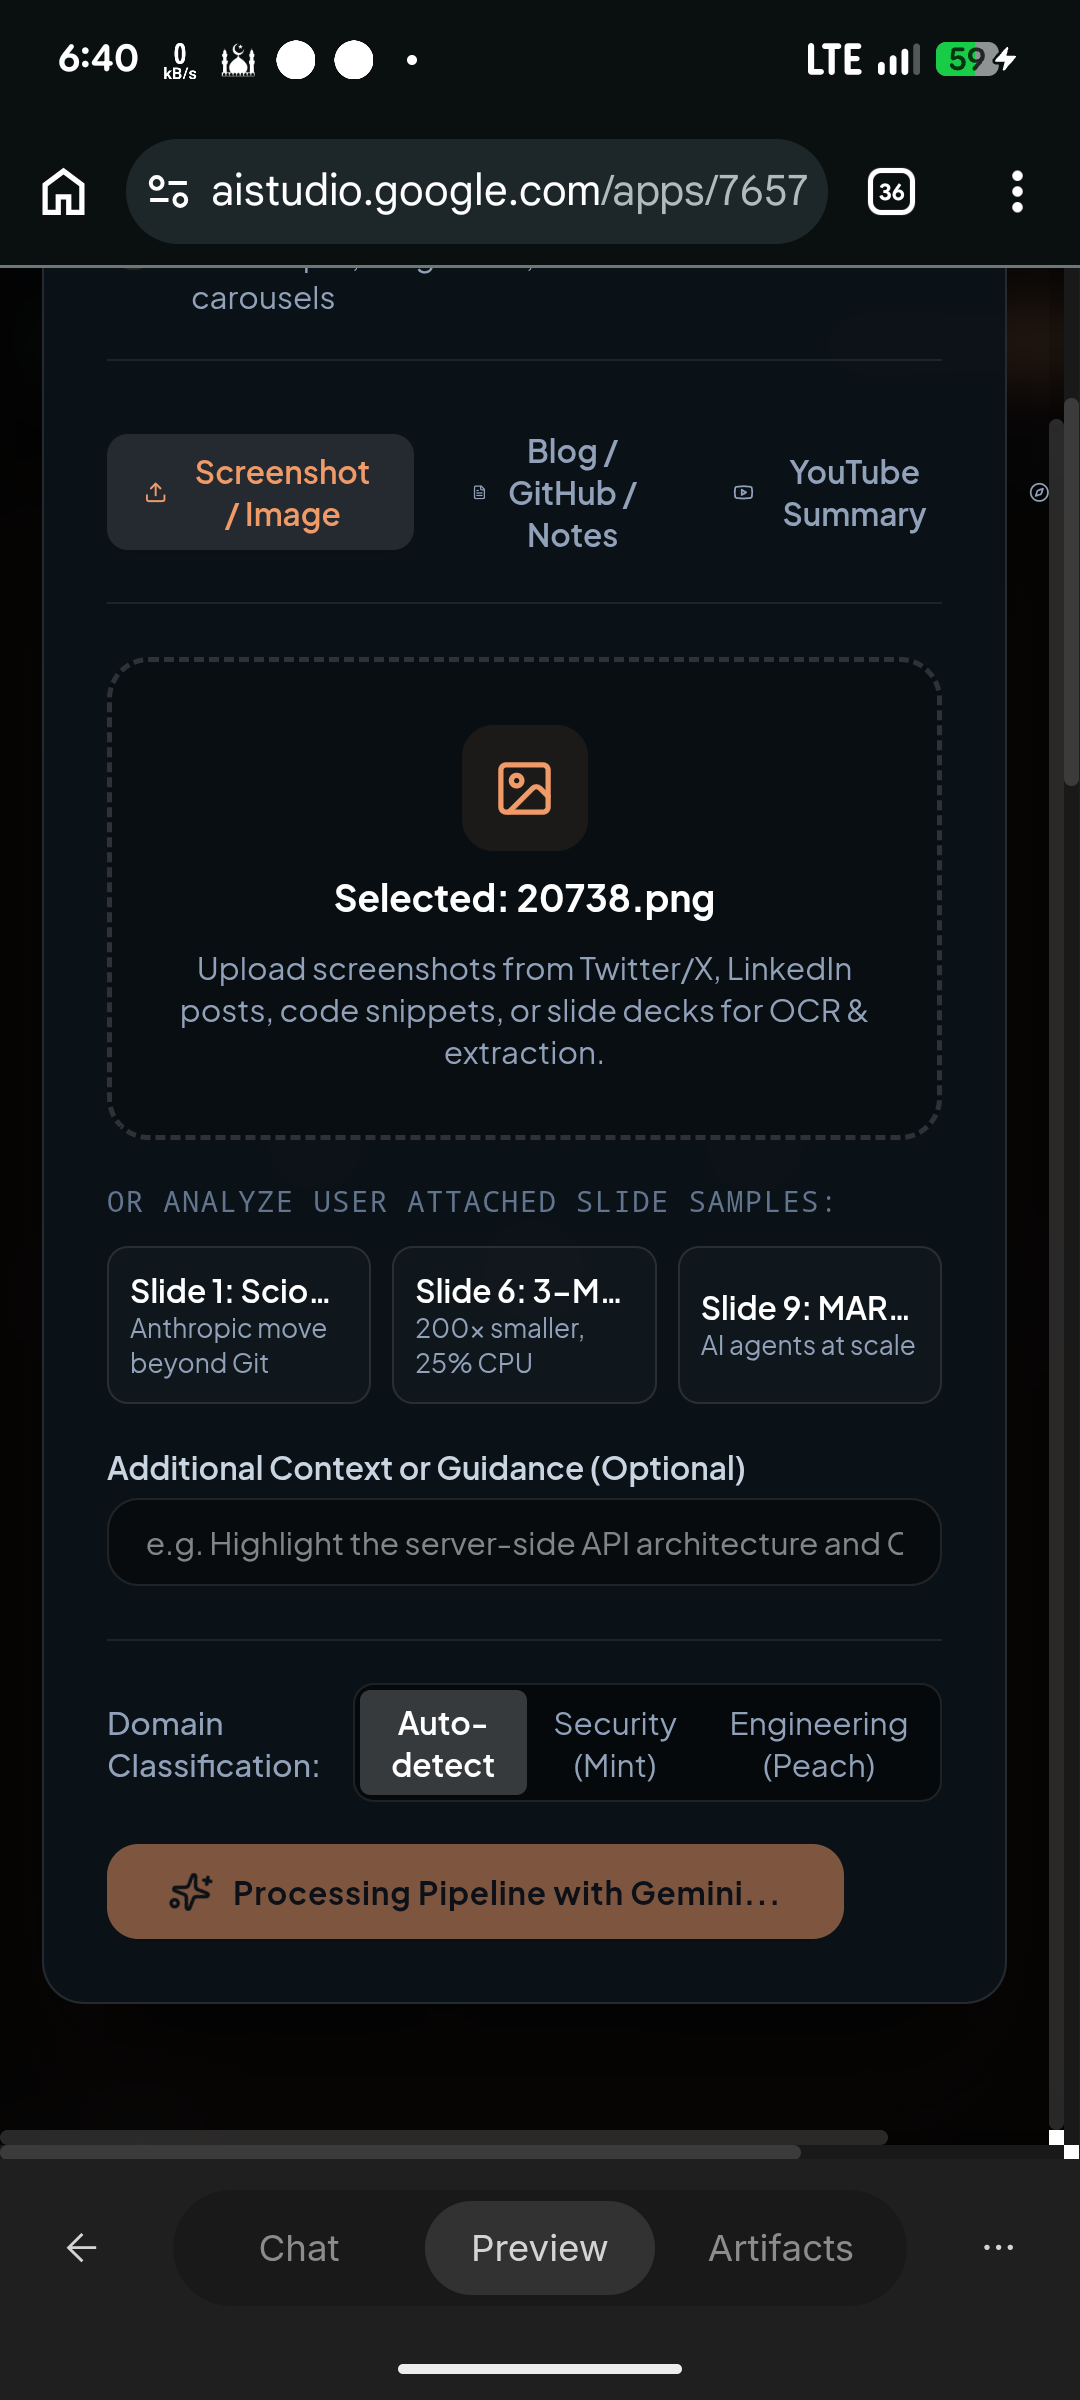 6:40
0
kB/s
LTE
59
aistudio.google.com/apps/7657
36
carousels
Screenshot
/ Image
Blog /
GitHub /
Notes
YouTube
Summary
Selected: 20738.png
Upload screenshots from Twitter/X, LinkedIn
posts, code snippets, or slide decks for OCR &
extraction.
OR ANALYZE USER ATTACHED SLIDE SAMPLES:
Slide 1: Scio...
Anthropic move
beyond Git
Slide 6: 3-M...
200× smaller,
25% CPU
Slide 9: MAR...
AI agents at scale
Additional Context or Guidance (Optional)
e.g. Highlight the server-side API architecture and
Domain
Classification:
Auto-
detect
Security
(Mint)
Engineering
(Peach)
Processing Pipeline with Gemini...
Chat
Preview
Artifacts